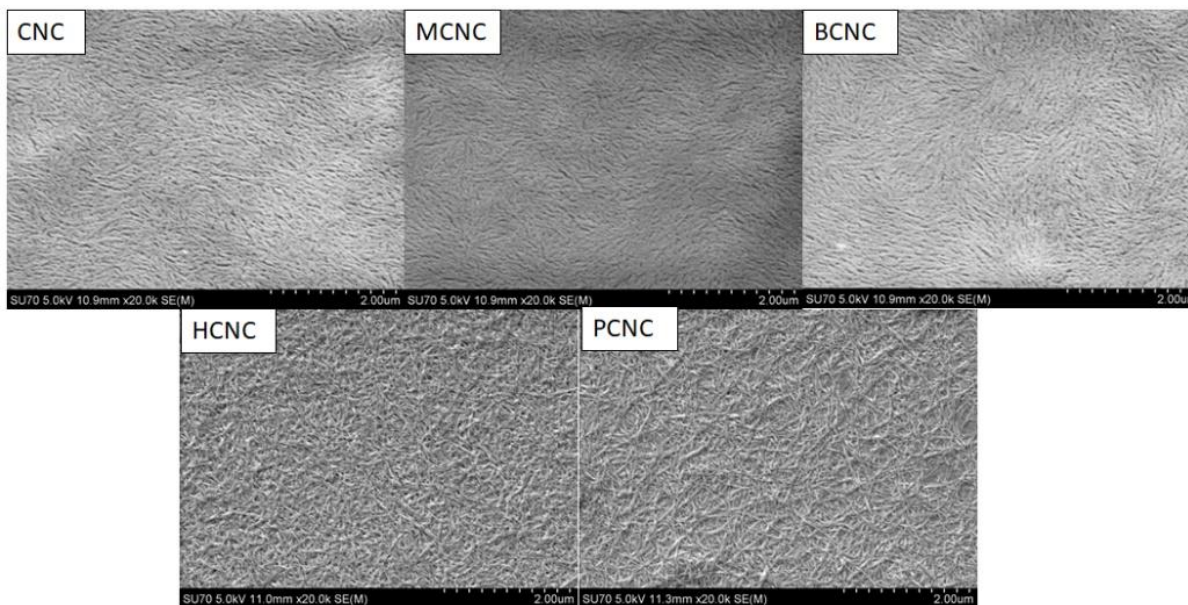 CNC
MCNC
BCNC
SU70 5.0kV 10.9mm x20.0k SE(M) 2.00um
SU70 5.0kV 10.9mm x20.0k SE(M) 2.00um
SU70 5.0kV 10.9mm x20.0k SE(M) 2.00u
HCNC
PCNC
SU70 5.0kV 11.0mm x20.0k SE(M) 2.00um
SU70 5.0kV 11.3mm x20.0k SE(M) 2.00um